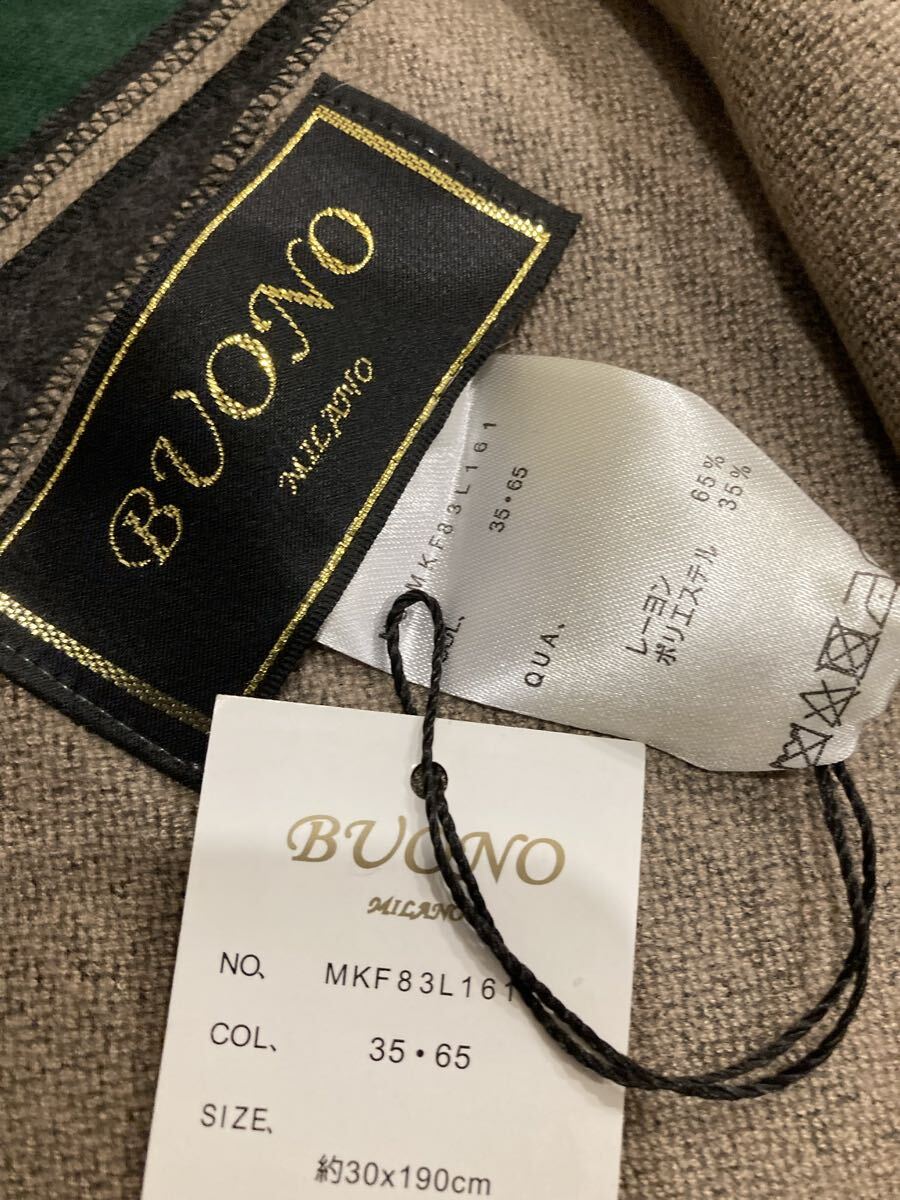 BUONO
MILANO
MKF83L161
COL、
35・65
QUA、
レーヨン 65%
ポリエステル 35%
BUONO
MILANO
NO、 MKF83L161
COL、 35・65
SIZE、
約30x190cm